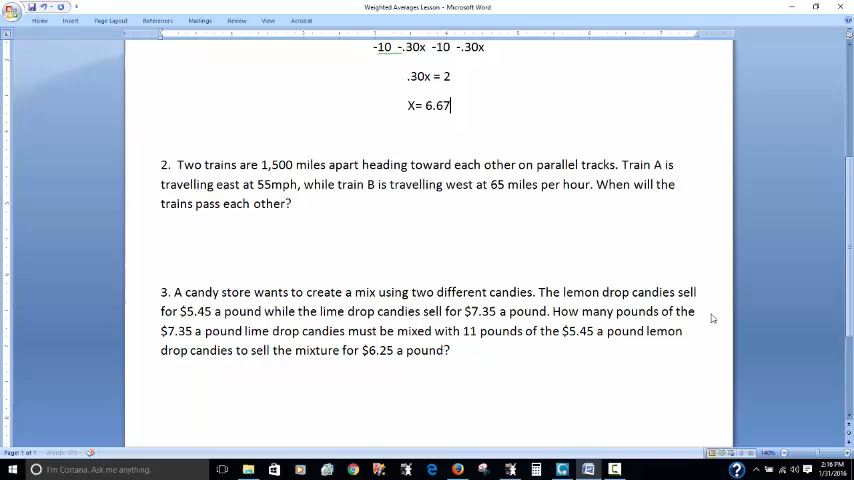 Weighted Averages Lesson - Microsoft Word
Home Insert Page Layout References Mailings Review View Acrobat
-10 -.30x -10 -.30x
.30x = 2
X= 6.67
2. Two trains are 1,500 miles apart heading toward each other on parallel tracks. Train A is
travelling east at 55mph, while train B is travelling west at 65 miles per hour. When will the
trains pass each other?
3. A candy store wants to create a mix using two different candies. The lemon drop candies sell
for $5.45 a pound while the lime drop candies sell for $7.35 a pound. How many pounds of the
$7.35 a pound lime drop candies must be mixed with 11 pounds of the $5.45 a pound lemon
drop candies to sell the mixture for $6.25 a pound?
Page: 1 of 1
140%
I'm Cortana. Ask me anything.
2:16 PM
1/31/2016